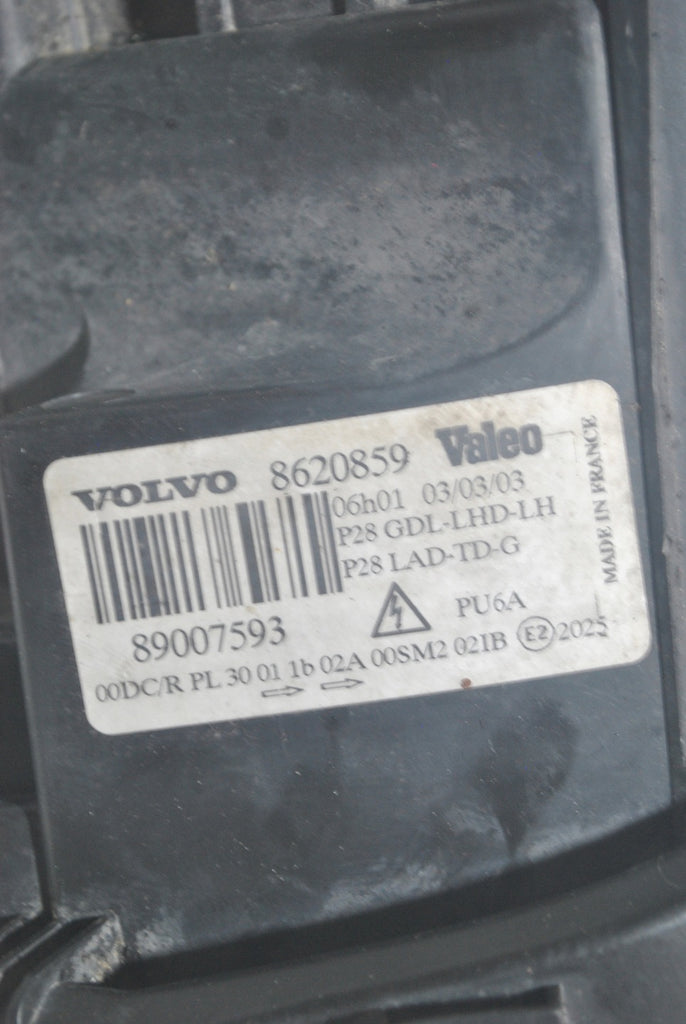 VOLVO 8620859 Valeo
06h01 03/03/03
P28 GDL-LHD-LH
P28 LAD-TD-G
89007593
PU6A
00DC/R PL 30 01 1b 02A 00SM2 02IB E2 2025
MADE IN FRANCE